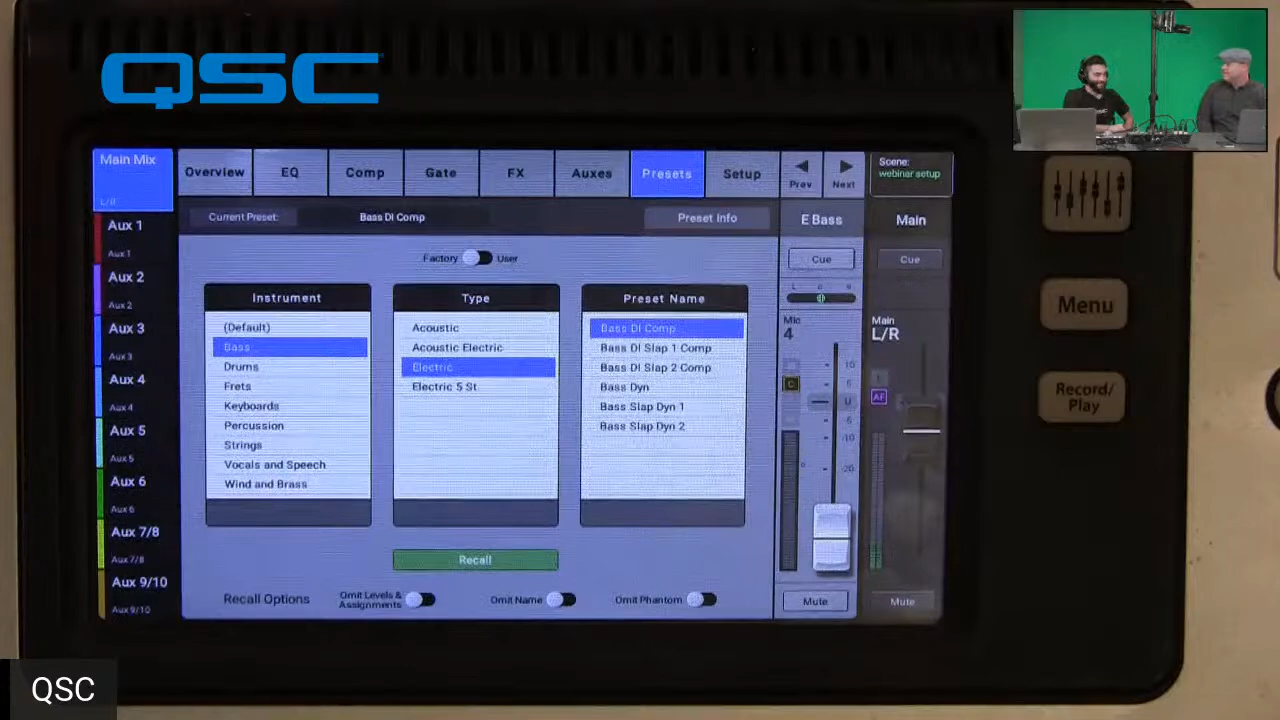 QSC
Main Mix
L/R
Overview
EQ
Comp
Gate
FX
Auxes
Presets
Setup
Prev
Next
Scene:
webinar setup
Aux 1
Aux 1
Aux 2
Aux 2
Aux 3
Aux 3
Aux 4
Aux 4
Aux 5
Aux 5
Aux 6
Aux 6
Aux 7/8
Aux 7/8
Aux 9/10
Aux 9/10
Current Preset:
Bass DI Comp
Preset Info
Factory
User
Instrument
(Default)
Bass
Drums
Frets
Keyboards
Percussion
Strings
Vocals and Speech
Wind and Brass
Type
Acoustic
Acoustic Electric
Electric
Electric 5 St
Preset Name
Bass DI Comp
Bass DI Slap 1 Comp
Bass DI Slap 2 Comp
Bass Dyn
Bass Slap Dyn 1
Bass Slap Dyn 2
Recall
Recall Options
Omit Levels &
Assignments
Omit Name
Omit Phantom
E Bass
Cue
Mic
4
C
10
5
U
-5
-10
-20
Mute
Main
Cue
Main
L/R
AF
Mute
Menu
Record/
Play
QSC